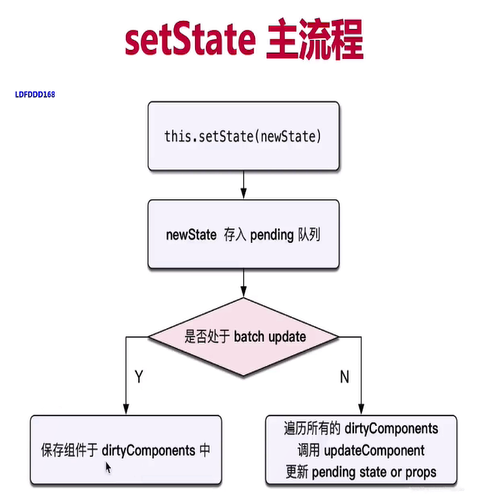 setState 主流程
LDFDDD168
this.setState(newState)
newState 存入 pending 队列
是否处于 batch update
Y
N
保存组件于 dirtyComponents 中
遍历所有的 dirtyComponents
调用 updateComponent
更新 pending state or props